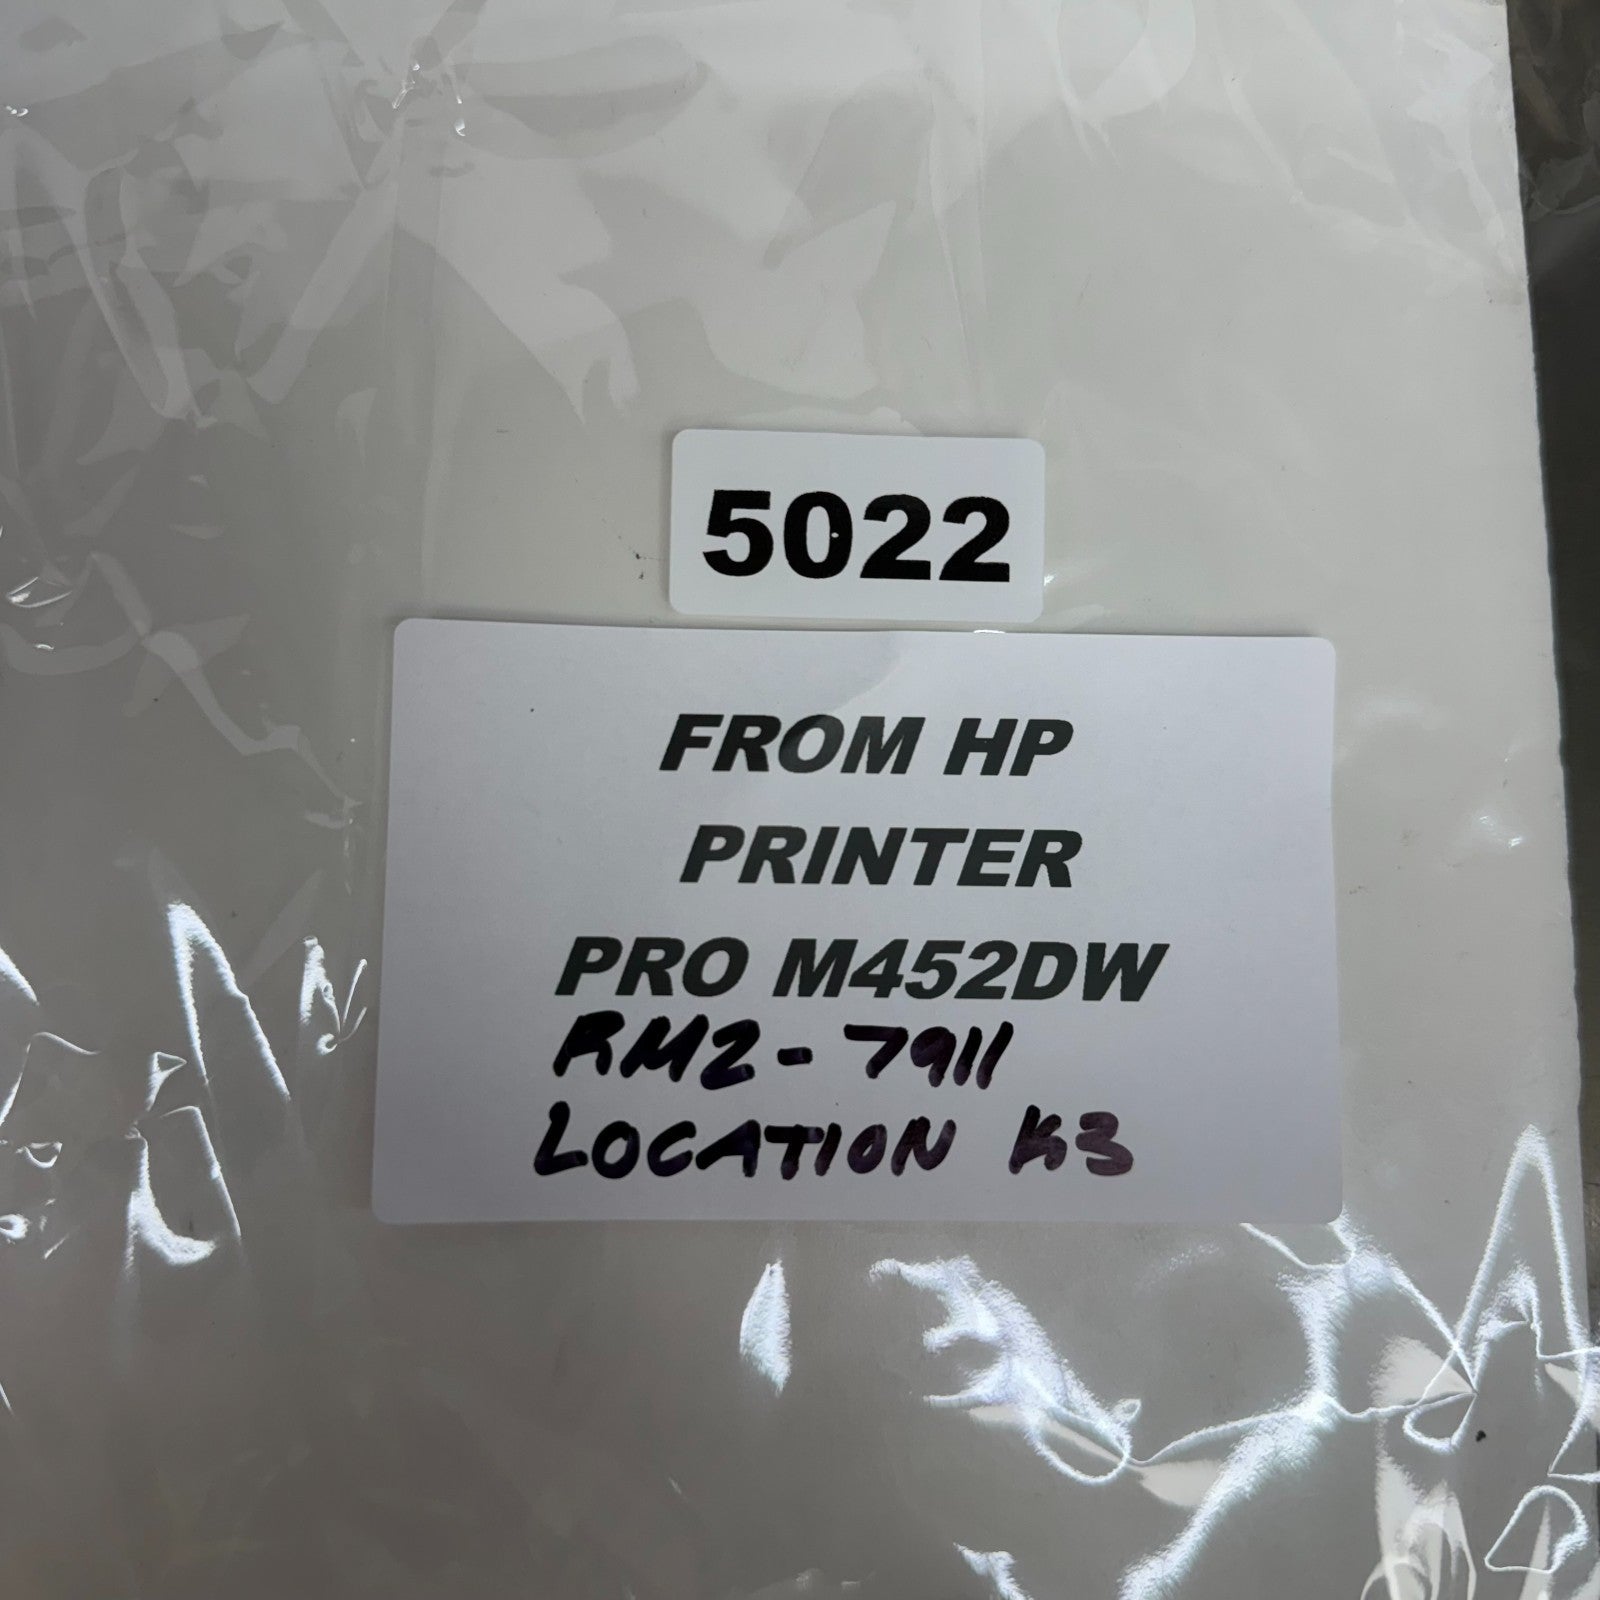 5022
FROM HP
PRINTER
PRO M452DW
RM2-7911
LOCATION K3